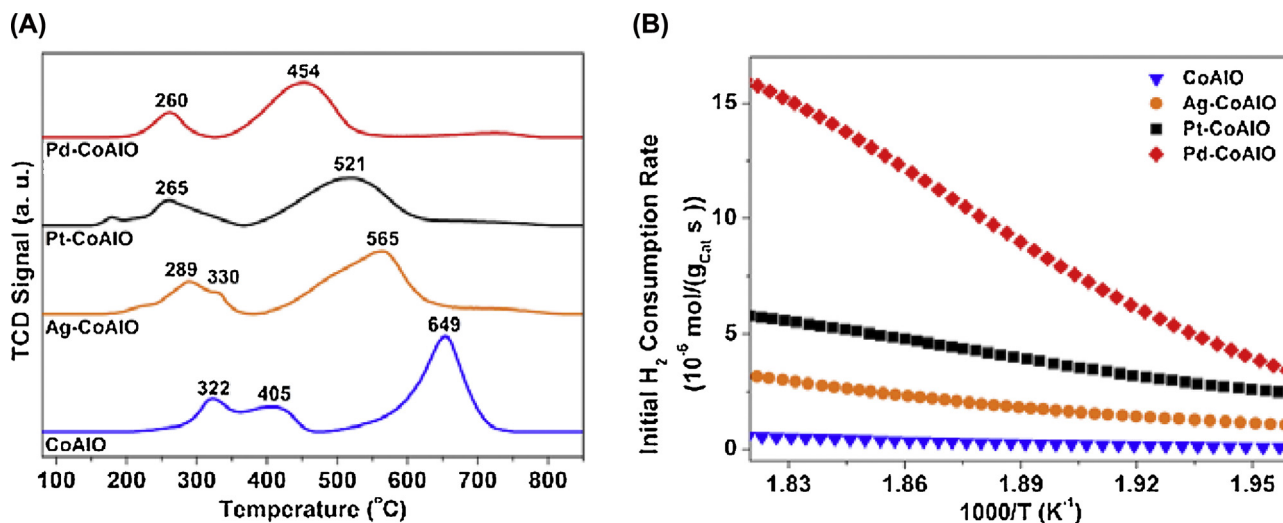 (A)
454
260
Pd-CoAlO
521
265
Pt-CoAlO
565
289
330
Ag-CoAlO
649
322
405
CoAlO
TCD Signal (a. u.)
100 200 300 400 500 600 700 800
Temperature (°C)
(B)
CoAlO
Ag-CoAlO
Pt-CoAlO
Pd-CoAlO
15
10
5
0
Initial H₂ Consumption Rate
(10⁻⁶ mol/(g_Cat s))
1.83 1.86 1.89 1.92 1.95
1000/T (K⁻¹)